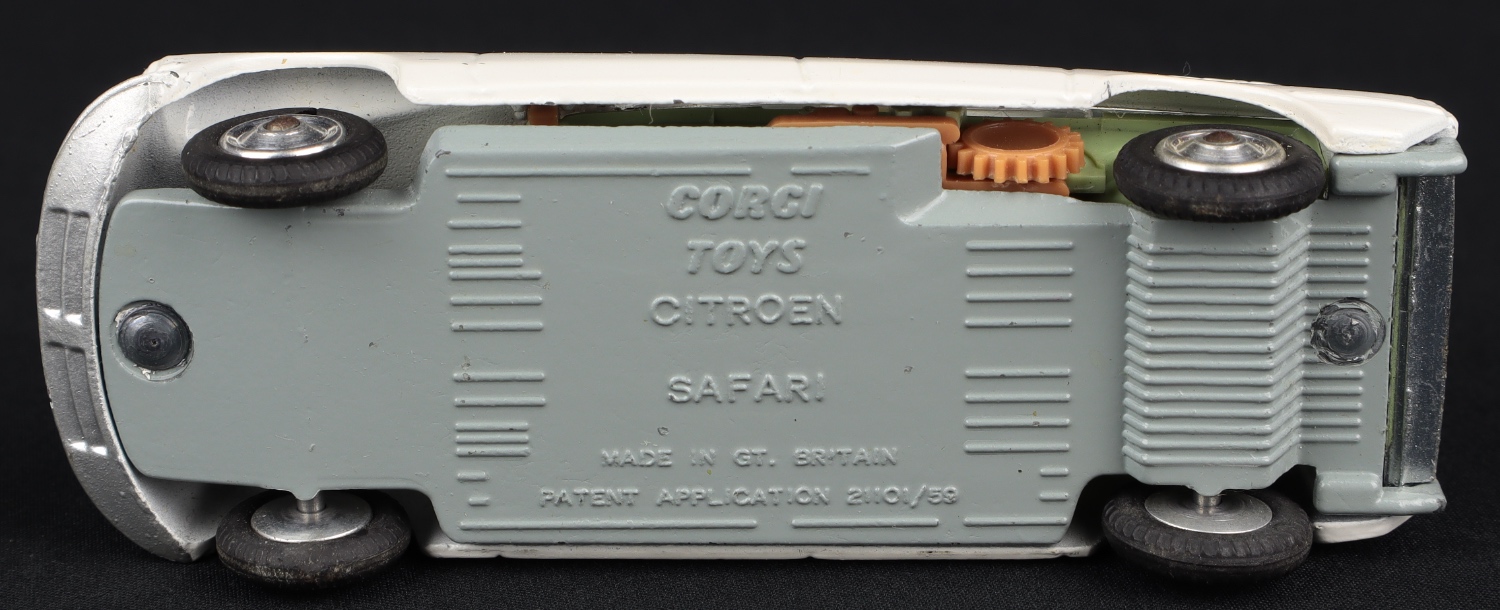 CORGI
TOYS
CITROEN
SAFARI
MADE IN GT. BRITAIN
PATENT APPLICATION 21101/59